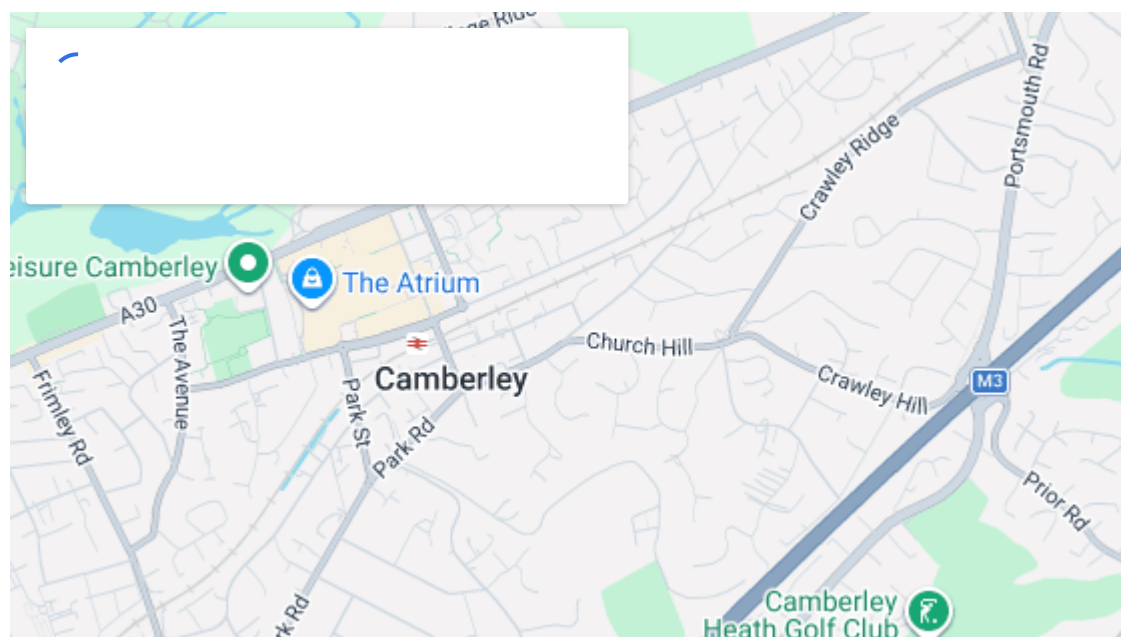 Portsmouth Rd
Crawley Ridge
Camberley
The Atrium
A30
The Avenue
Church Hill
Camberley
Crawley Hill
M3
Frimley Rd
Park St
Park Rd
Prior Rd
Camberley
Heath Golf Club
Rd